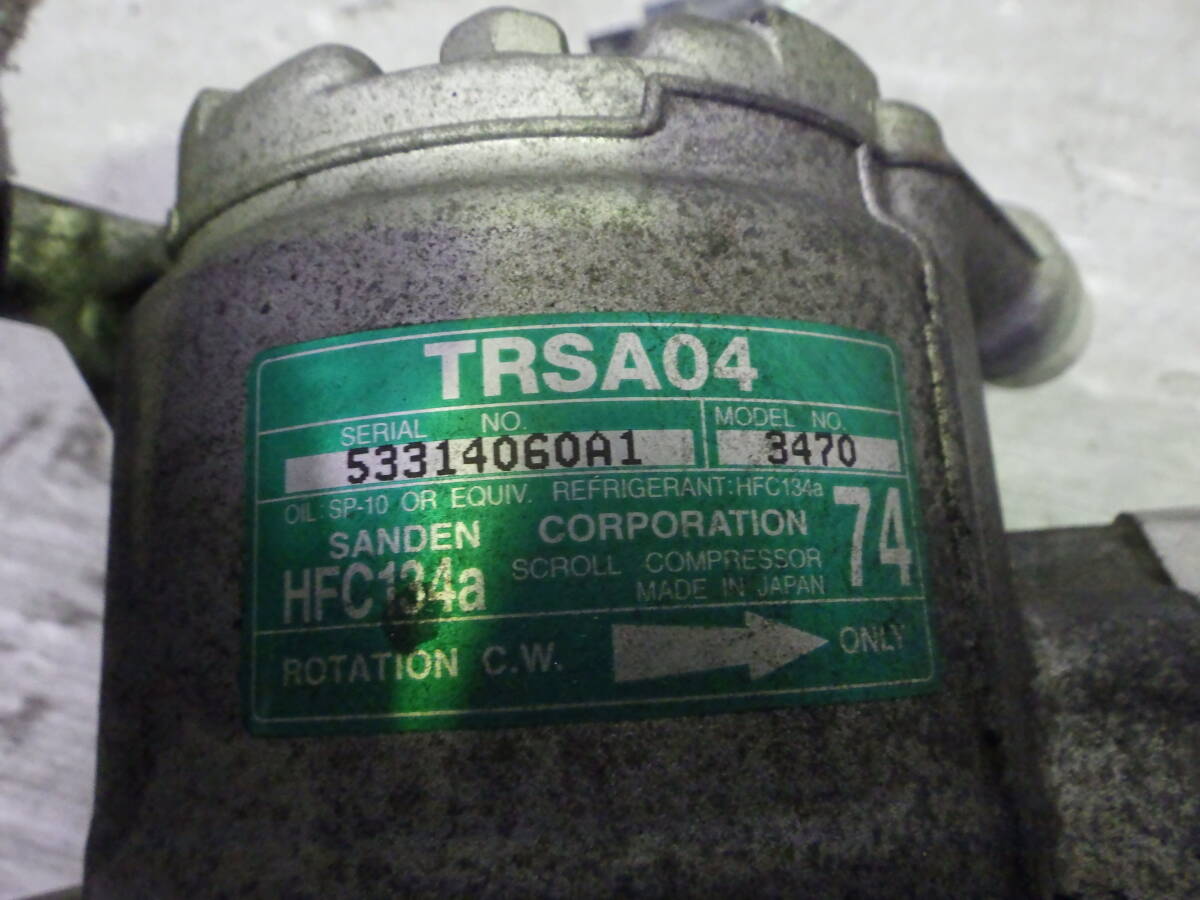 TRSA04
SERIAL NO.
53314060A1
MODEL NO.
3470
OIL: SP-10 OR EQUIV. REFRIGERANT: HFC134a
SANDEN CORPORATION
74
HFC134a
SCROLL COMPRESSOR
MADE IN JAPAN
ROTATION C.W.
ONLY